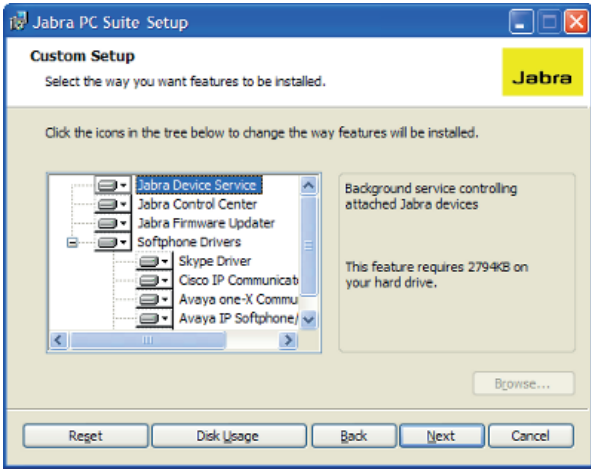 Jabra PC Suite Setup
Custom Setup
Select the way you want features to be installed.
Jabra
Click the icons in the tree below to change the way features will be installed.
Jabra Device Service
Jabra Control Center
Jabra Firmware Updater
Softphone Drivers
Skype Driver
Cisco IP Communicat
Avaya one-X Commu
Avaya IP Softphone/
Background service controlling
attached Jabra devices
This feature requires 2794KB on
your hard drive.
Browse...
Reset
Disk Usage
Back
Next
Cancel